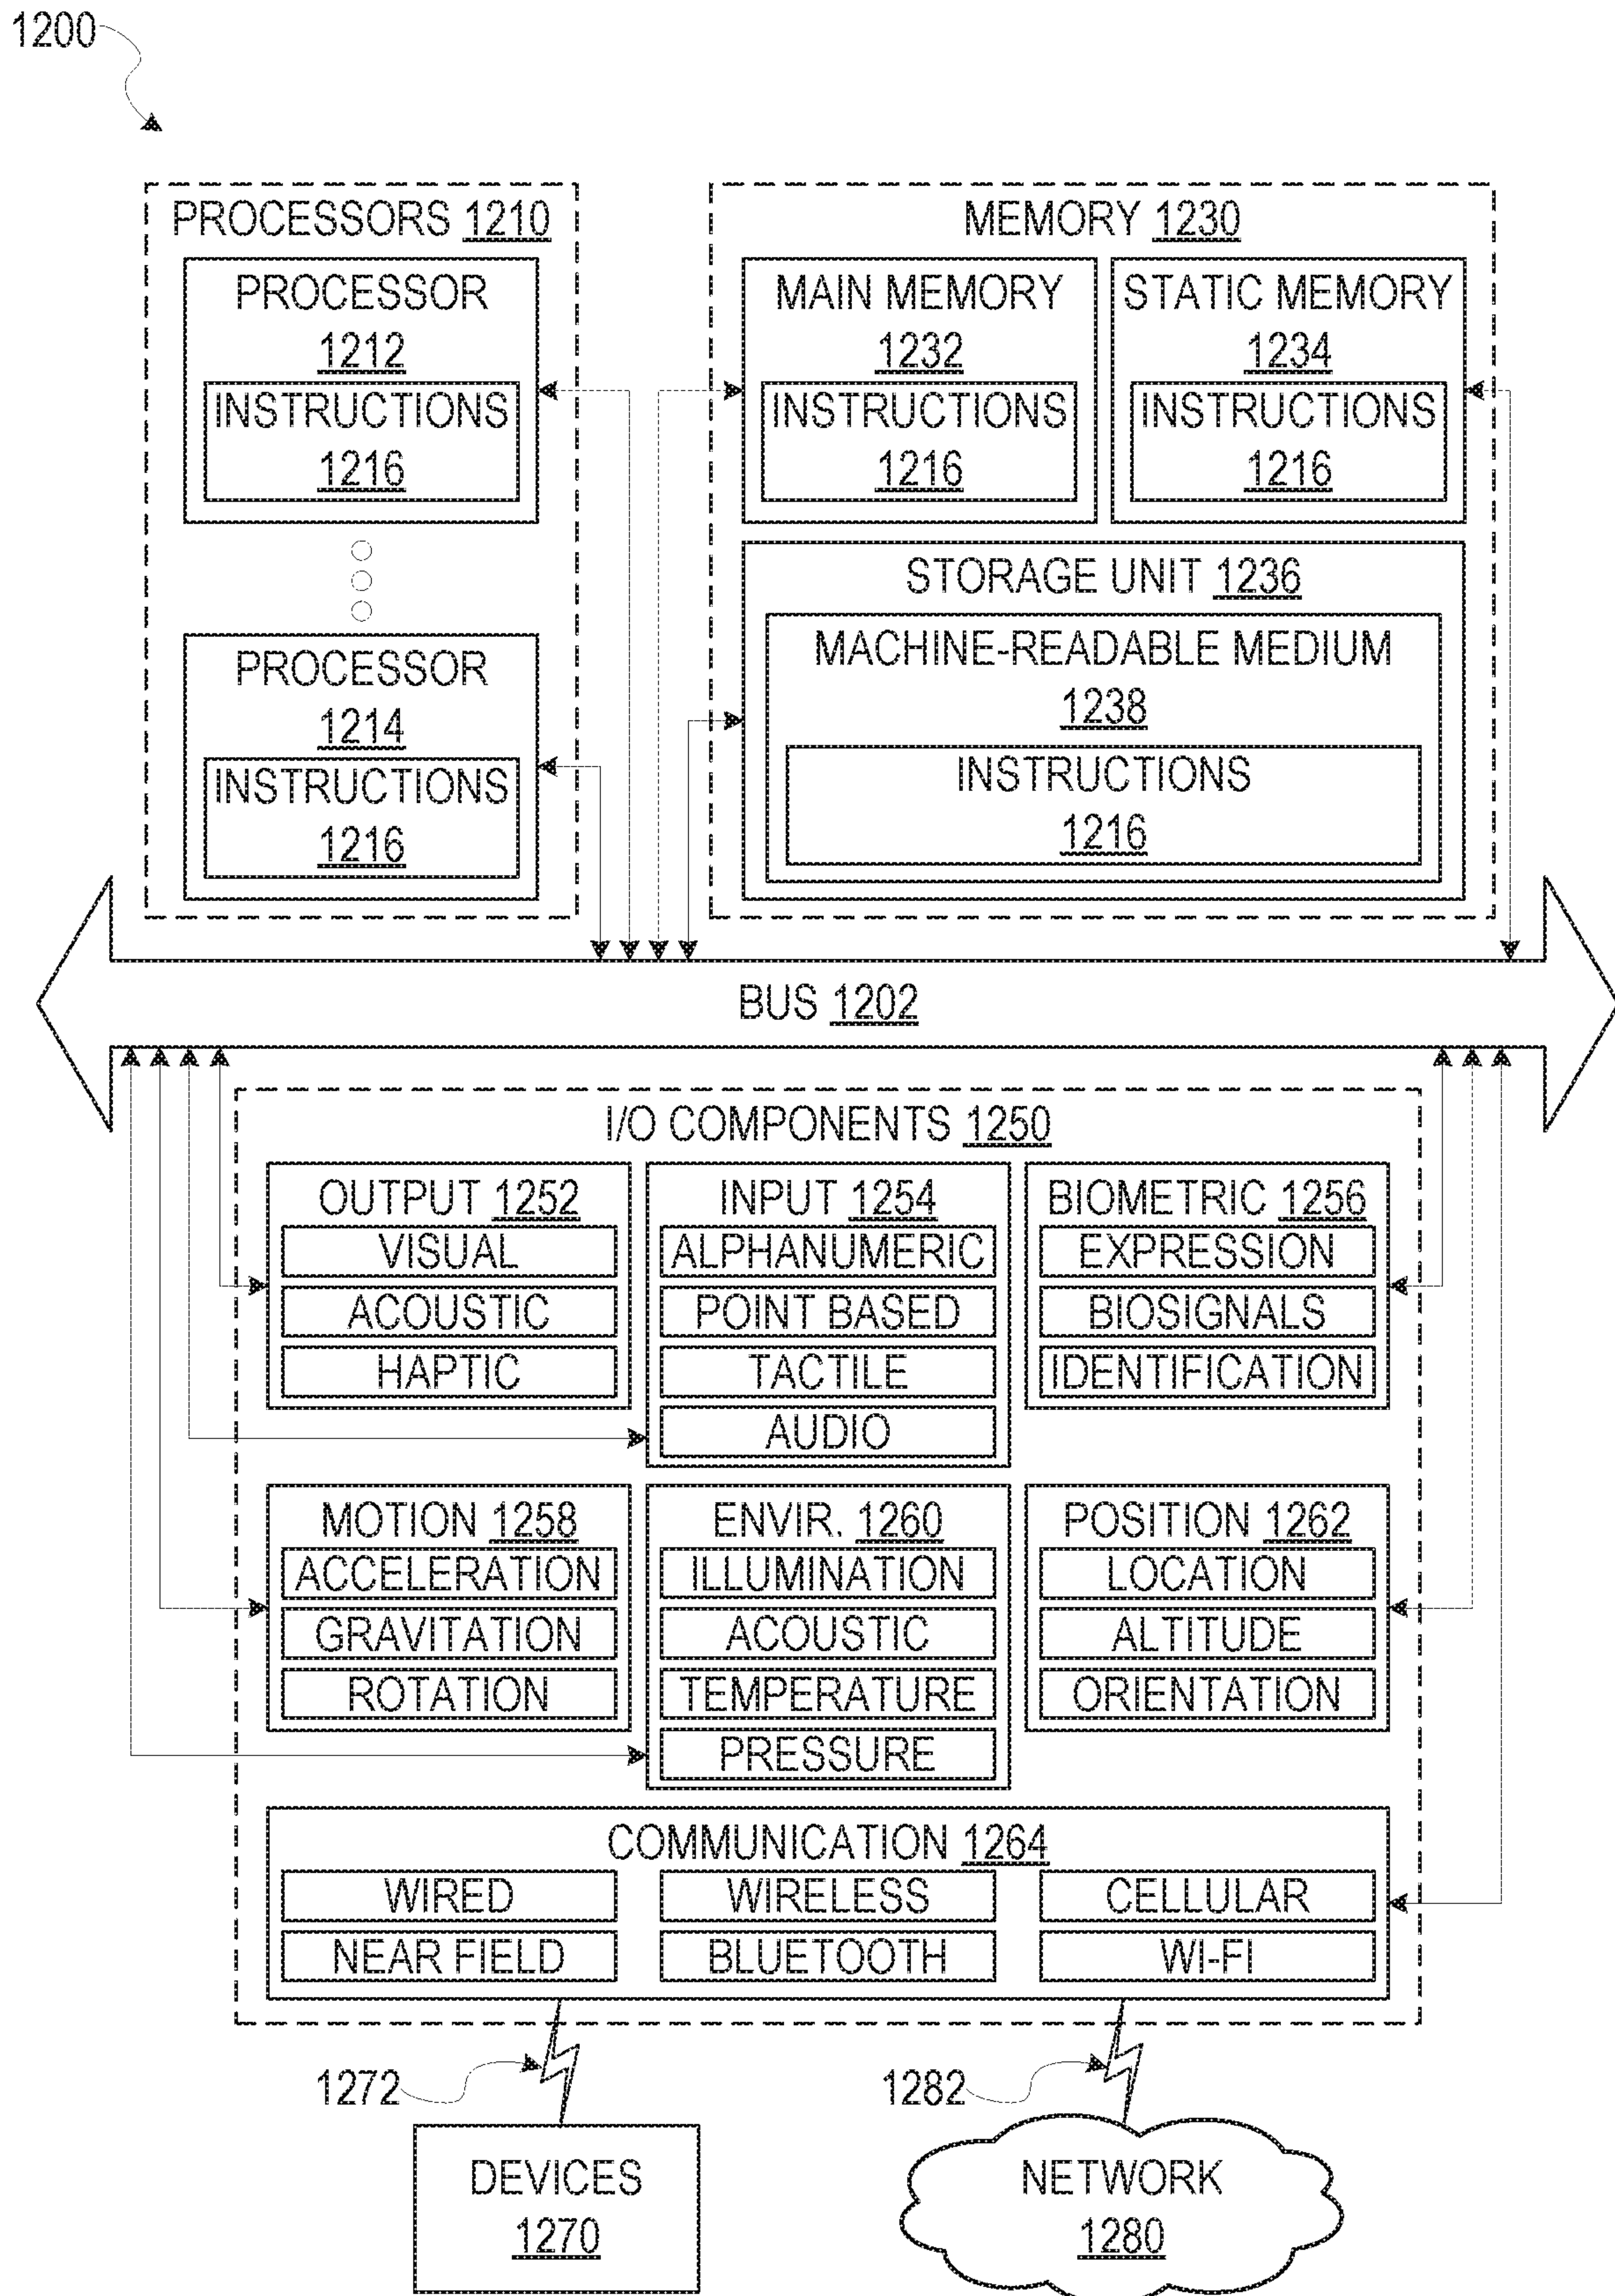 1200
PROCESSORS 1210
PROCESSOR
1212
INSTRUCTIONS
1216
PROCESSOR
1214
INSTRUCTIONS
1216
MEMORY 1230
MAIN MEMORY
1232
INSTRUCTIONS
1216
STATIC MEMORY
1234
INSTRUCTIONS
1216
STORAGE UNIT 1236
MACHINE-READABLE MEDIUM
1238
INSTRUCTIONS
1216
BUS 1202
I/O COMPONENTS 1250
OUTPUT 1252
VISUAL
ACOUSTIC
HAPTIC
INPUT 1254
ALPHANUMERIC
POINT BASED
TACTILE
AUDIO
BIOMETRIC 1256
EXPRESSION
BIOSIGNALS
IDENTIFICATION
MOTION 1258
ACCELERATION
GRAVITATION
ROTATION
ENVIR. 1260
ILLUMINATION
ACOUSTIC
TEMPERATURE
PRESSURE
POSITION 1262
LOCATION
ALTITUDE
ORIENTATION
COMMUNICATION 1264
WIRED
WIRELESS
CELLULAR
NEAR FIELD
BLUETOOTH
WI-FI
1272
1282
DEVICES
1270
NETWORK
1280